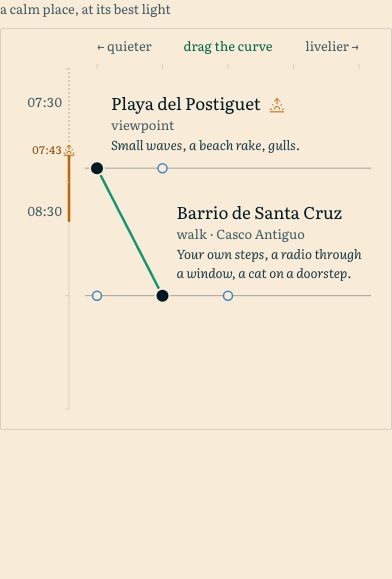 a calm place, at its best light
← quieter drag the curve livelier →
07:30
Playa del Postiguet
viewpoint
07:43
Small waves, a beach rake, gulls.
08:30
Barrio de Santa Cruz
walk · Casco Antiguo
Your own steps, a radio through
a window, a cat on a doorstep.